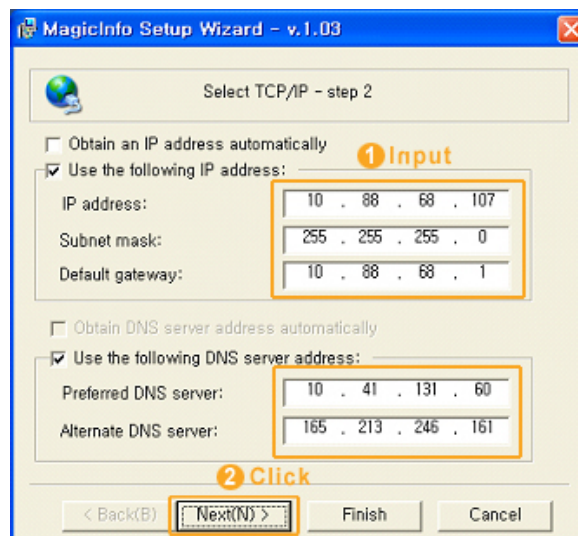 MagicInfo Setup Wizard - v.1.03
Select TCP/IP - step 2
Obtain an IP address automatically
1 Input
Use the following IP address:
IP address: 10 . 88 . 68 . 107
Subnet mask: 255 . 255 . 255 . 0
Default gateway: 10 . 88 . 68 . 1
Obtain DNS server address automatically
Use the following DNS server address:
Preferred DNS server: 10 . 41 . 131 . 60
Alternate DNS server: 165 . 213 . 246 . 161
2 Click
< Back(B) Next(N) > Finish Cancel